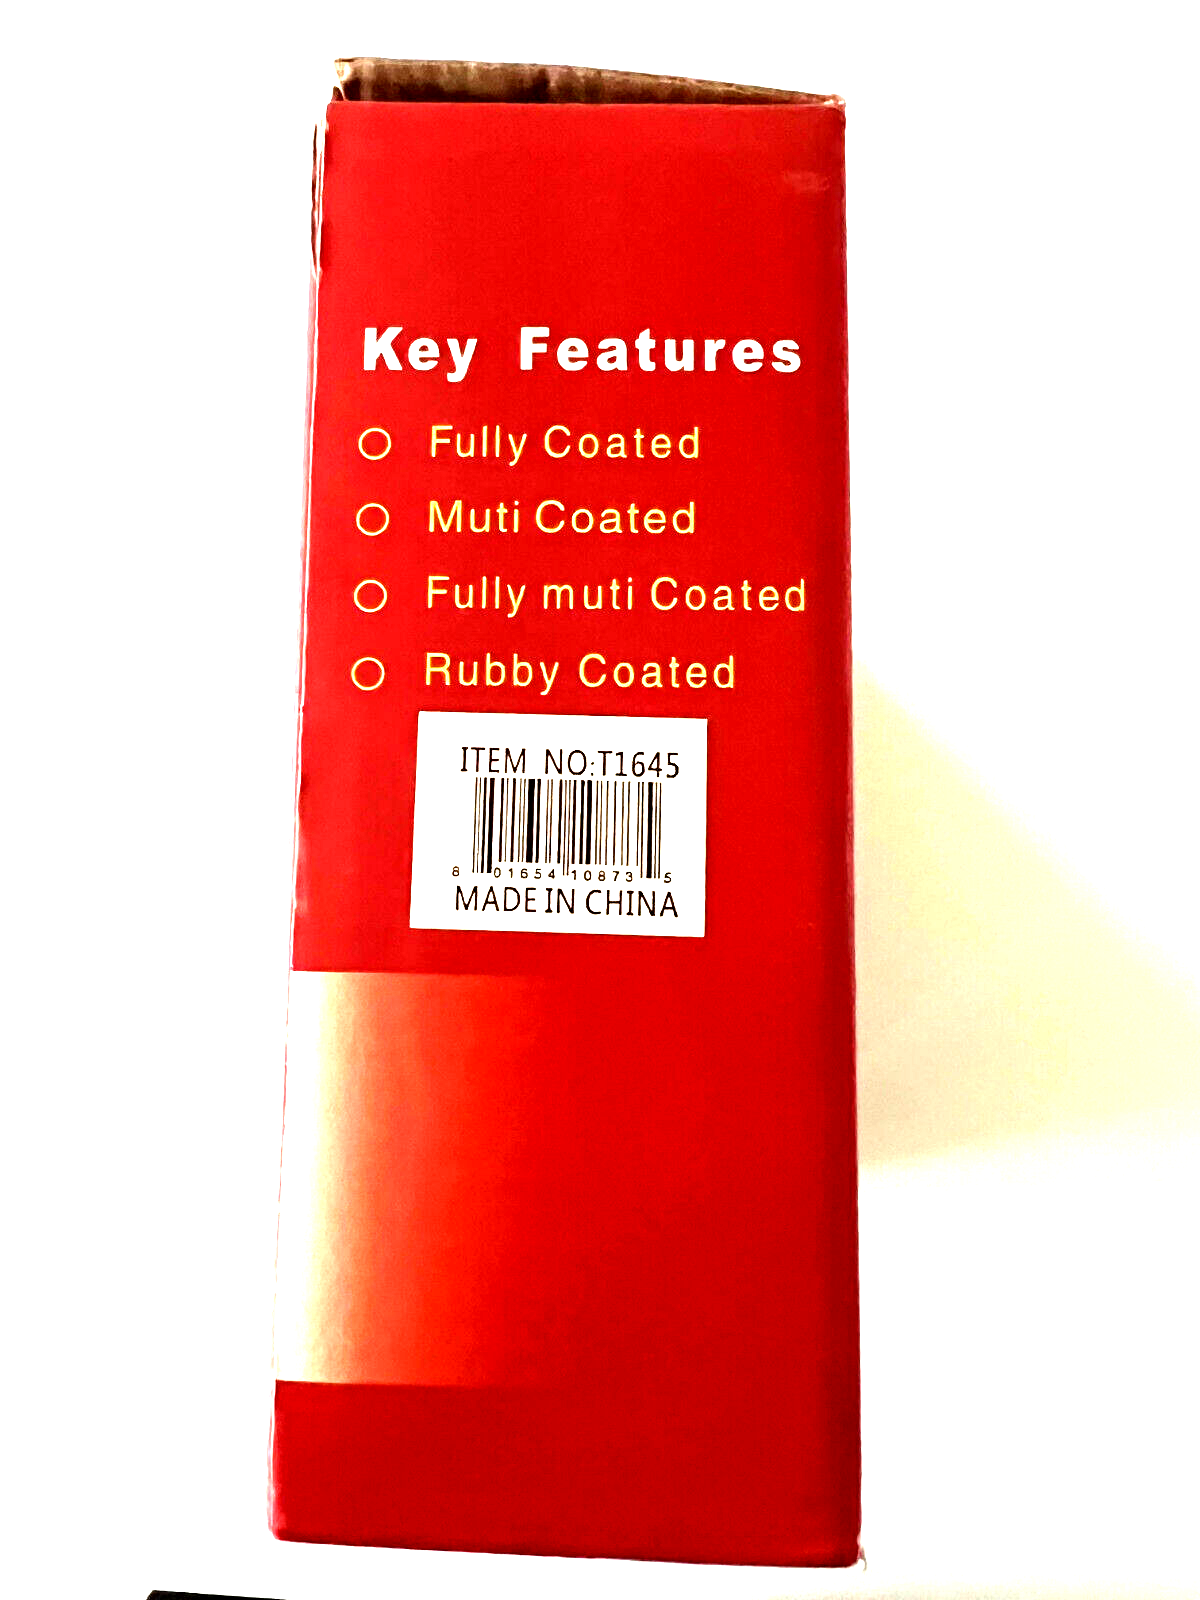 Key Features
Fully Coated
Muti Coated
Fully muti Coated
Rubby Coated
ITEM NO:T1645
8 01654 10873 5
MADE IN CHINA